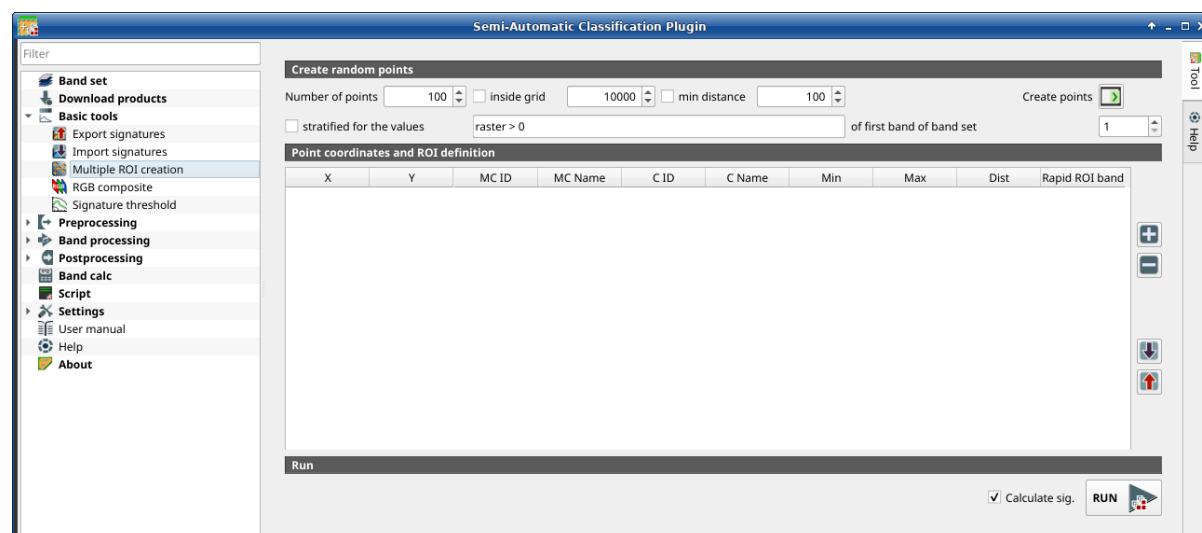 Semi-Automatic Classification Plugin
Filter
Band set
Download products
Basic tools
Export signatures
Import signatures
Multiple ROI creation
RGB composite
Signature threshold
Preprocessing
Band processing
Postprocessing
Band calc
Script
Settings
User manual
Help
About
Create random points
Number of points 100 inside grid 10000 min distance 100 Create points
stratified for the values raster > 0 of first band of band set 1
Point coordinates and ROI definition
X Y MC ID MC Name C ID C Name Min Max Dist Rapid ROI band
Run
Calculate sig. RUN
Tool
Help